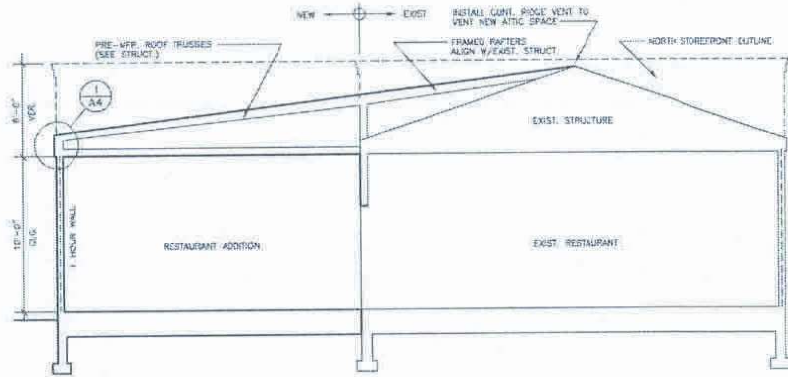 NEW
EXIST
INSTALL CONT. RIDGE VENT TO
VENT NEW ATTIC SPACE
PRE-MFR. ROOF TRUSSES
(SEE STRUCT.)
FRAMED RAFTERS
ALIGN W/EXIST. STRUCT.
NORTH STOREFRONT OUTLINE
1
A4
6'-0"
VER.
EXIST. STRUCTURE
10'-0"
CLG.
1 HOUR WALL
RESTAURANT ADDITION
EXIST. RESTAURANT